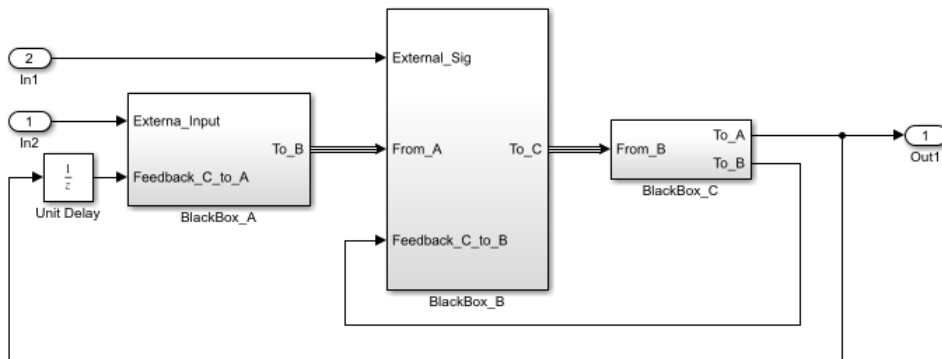 2
In1
External_Sig
1
In2
Externa_Input
To_B
From_A
To_C
From_B
To_A
To_B
1
Out1
1
z
Unit Delay
Feedback_C_to_A
BlackBox_A
BlackBox_C
Feedback_C_to_B
BlackBox_B